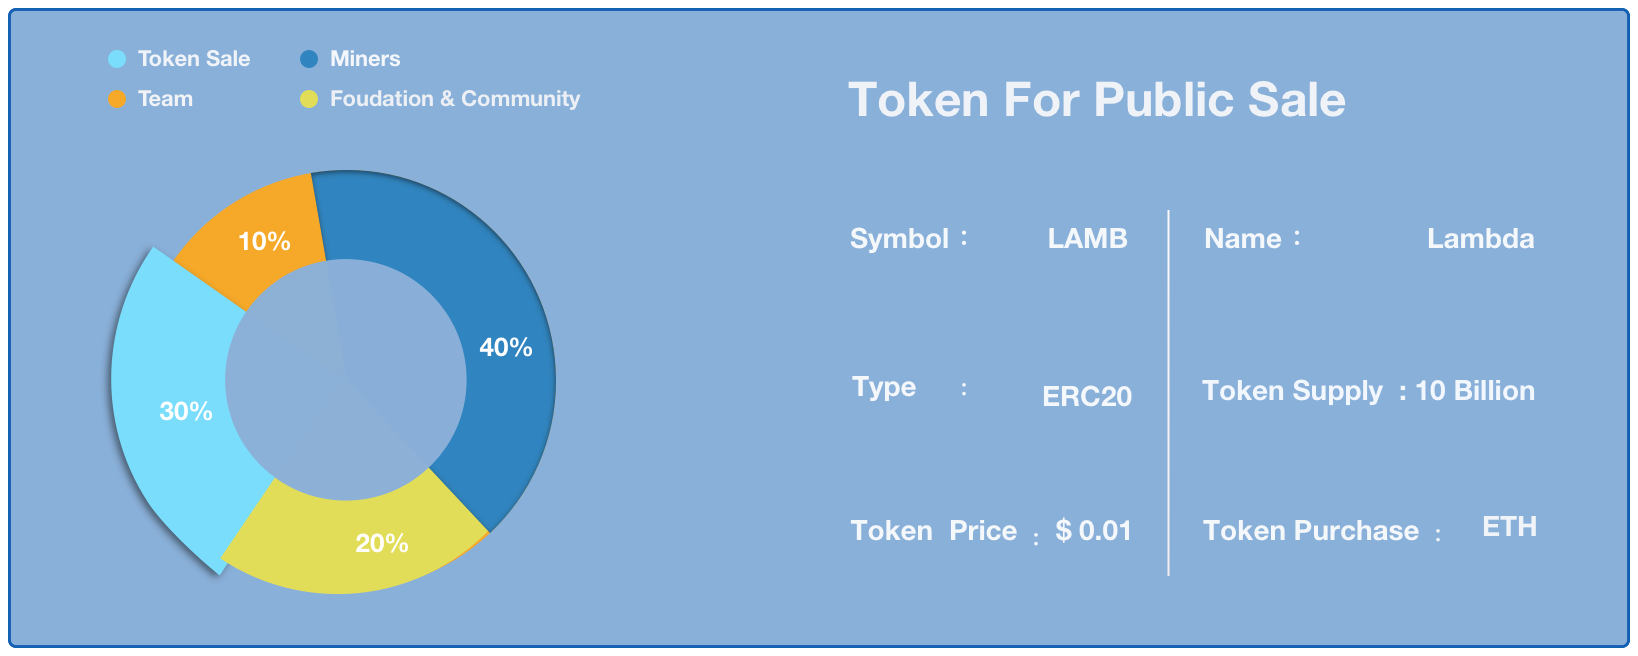 Token Sale
Miners
Team
Foudation & Community
10%
40%
30%
20%
Token For Public Sale
Symbol : LAMB
Name : Lambda
Type : ERC20
Token Supply : 10 Billion
Token Price : $ 0.01
Token Purchase : ETH